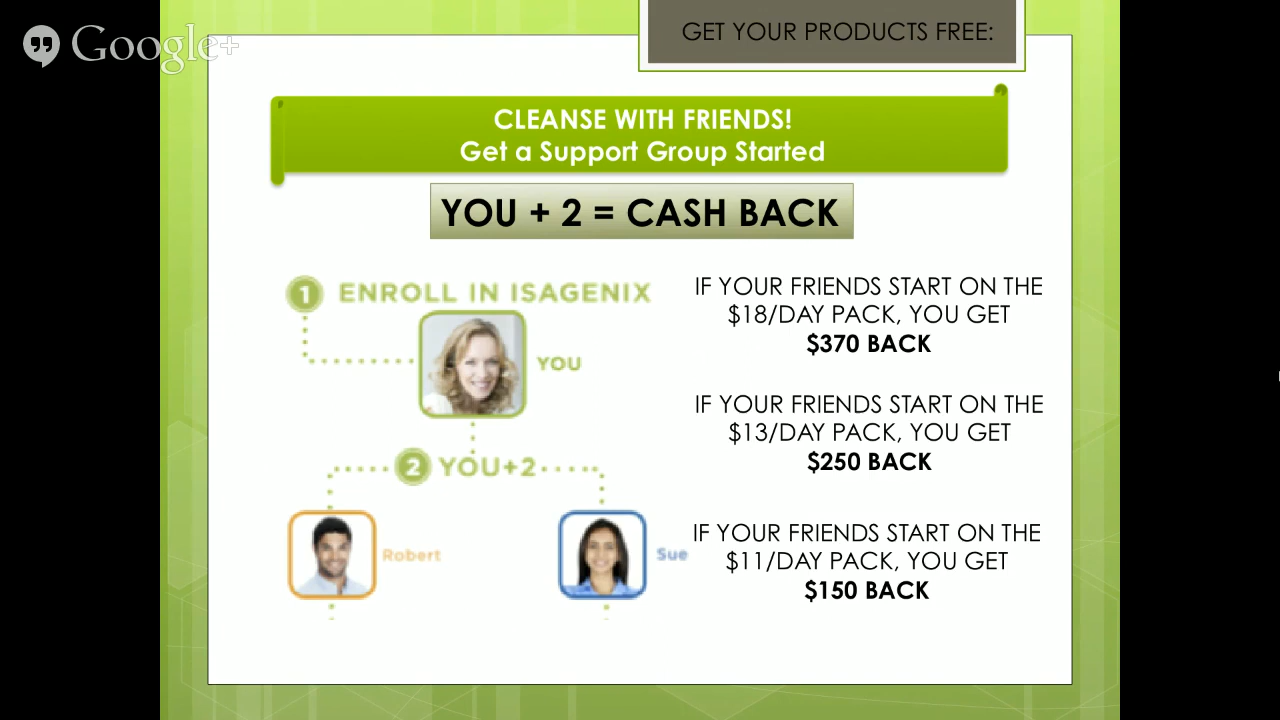 Google+
GET YOUR PRODUCTS FREE:
CLEANSE WITH FRIENDS!
Get a Support Group Started
YOU + 2 = CASH BACK
1 ENROLL IN ISAGENIX
YOU
2 YOU+2
Robert
Sue
IF YOUR FRIENDS START ON THE
$18/DAY PACK, YOU GET
$370 BACK
IF YOUR FRIENDS START ON THE
$13/DAY PACK, YOU GET
$250 BACK
IF YOUR FRIENDS START ON THE
$11/DAY PACK, YOU GET
$150 BACK